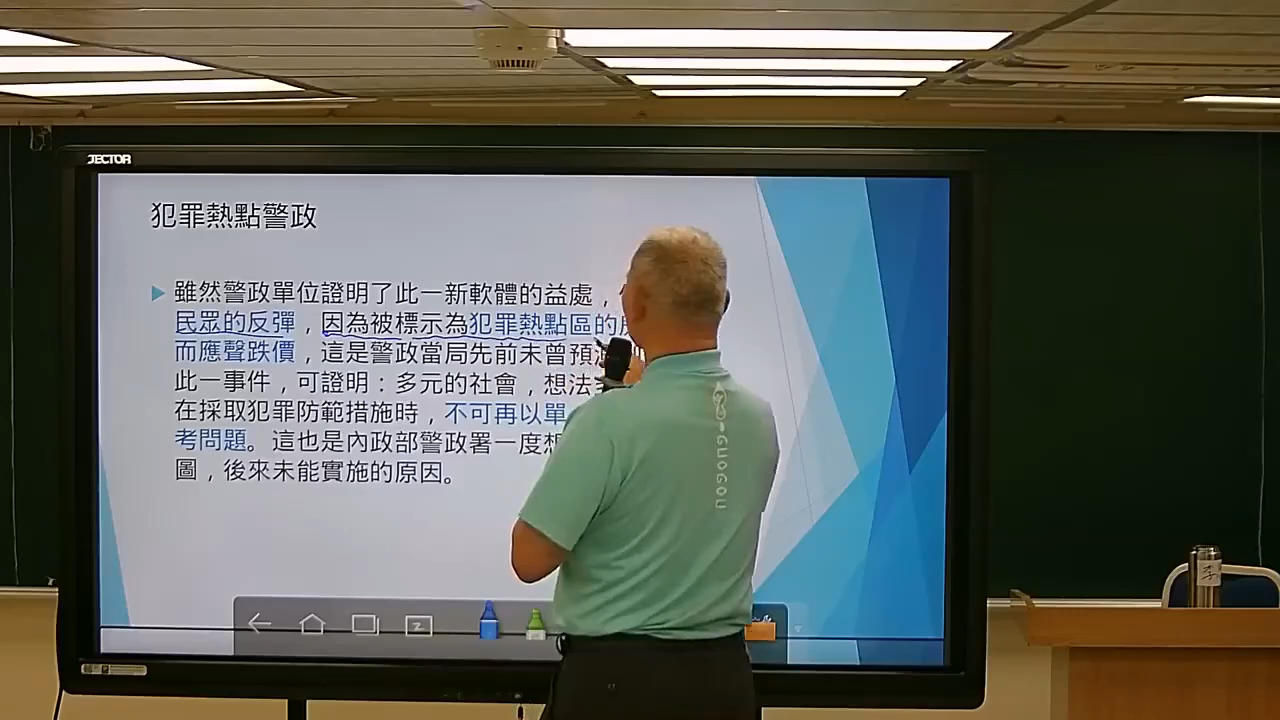 JECTOR
犯罪熱點警政
雖然警政單位證明了此一新軟體的益處，
民眾的反彈，因為被標示為犯罪熱點區的
而應聲跌價，這是警政當局先前未曾預
此一事件，可證明：多元的社會，想法
在採取犯罪防範措施時，不可再以單
考問題。這也是內政部警政署一度想
圖，後來未能實施的原因。
GUOGUO
李